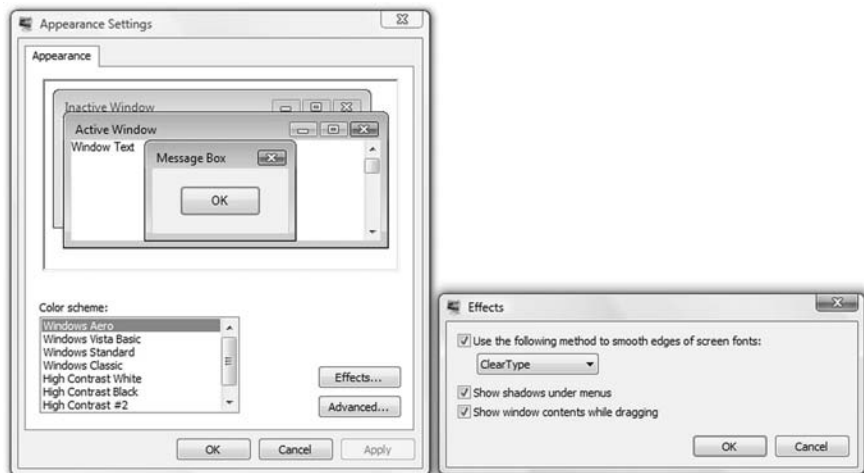 Appearance Settings
Appearance
Inactive Window
Active Window
Window Text
Message Box
OK
Color scheme:
Windows Aero
Windows Vista Basic
Windows Standard
Windows Classic
High Contrast White
High Contrast Black
High Contrast #2
Effects...
Advanced...
OK
Cancel
Apply
Effects
Use the following method to smooth edges of screen fonts:
ClearType
Show shadows under menus
Show window contents while dragging
OK
Cancel